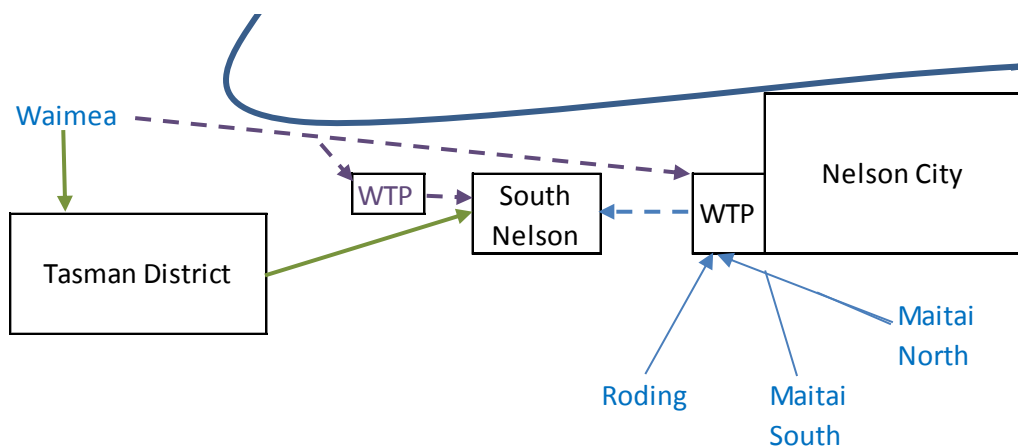 Waimea
WTP
South
Nelson
WTP
Nelson City
Tasman District
Maitai
North
Roding
Maitai
South